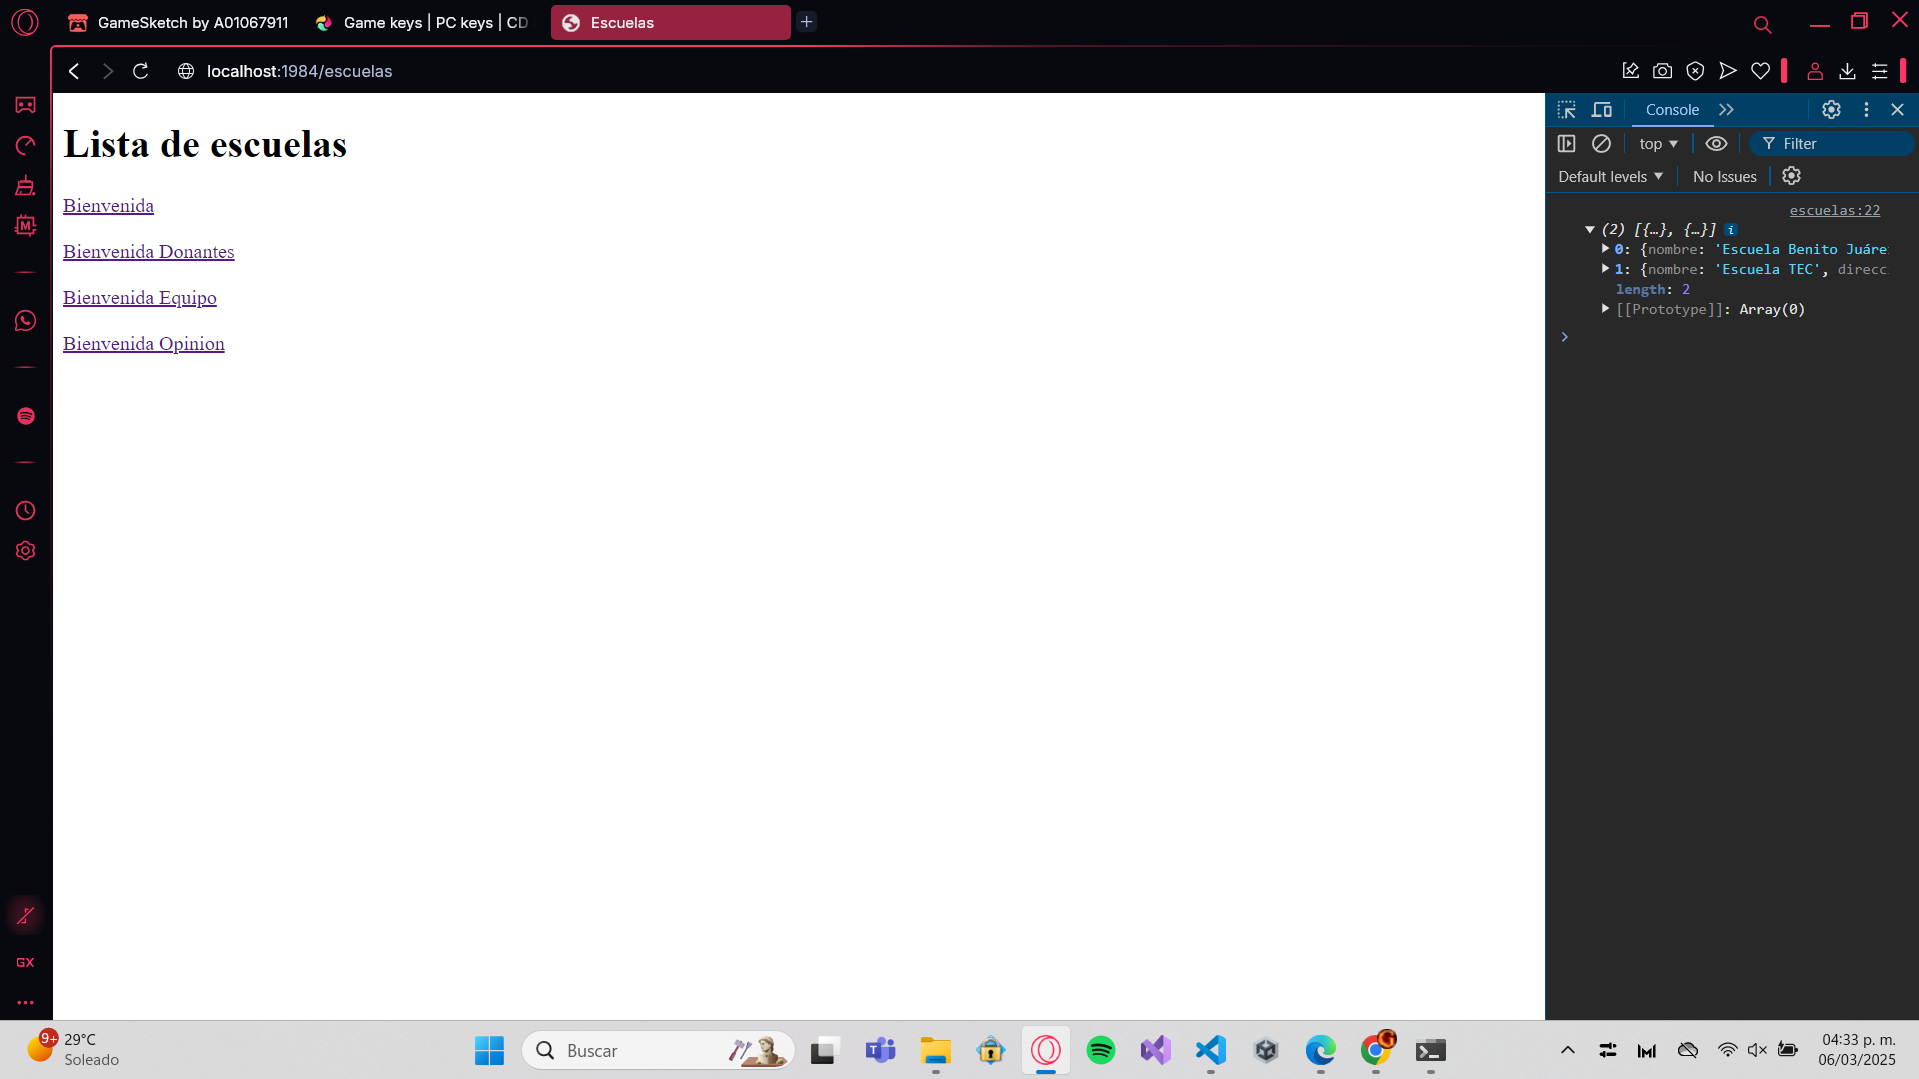 GameSketch by A01067911
Game keys | PC keys | CD
Escuelas
localhost:1984/escuelas
Lista de escuelas
Bienvenida
Bienvenida Donantes
Bienvenida Equipo
Bienvenida Opinion
Console
top
Filter
Default levels
No Issues
escuelas:22
(2) [{…}, {…}] i
0: {nombre: 'Escuela Benito Juáre
1: {nombre: 'Escuela TEC', direcc
length: 2
[[Prototype]]: Array(0)
M
GX
9+
29°C
Soleado
Buscar
04:33 p. m.
06/03/2025